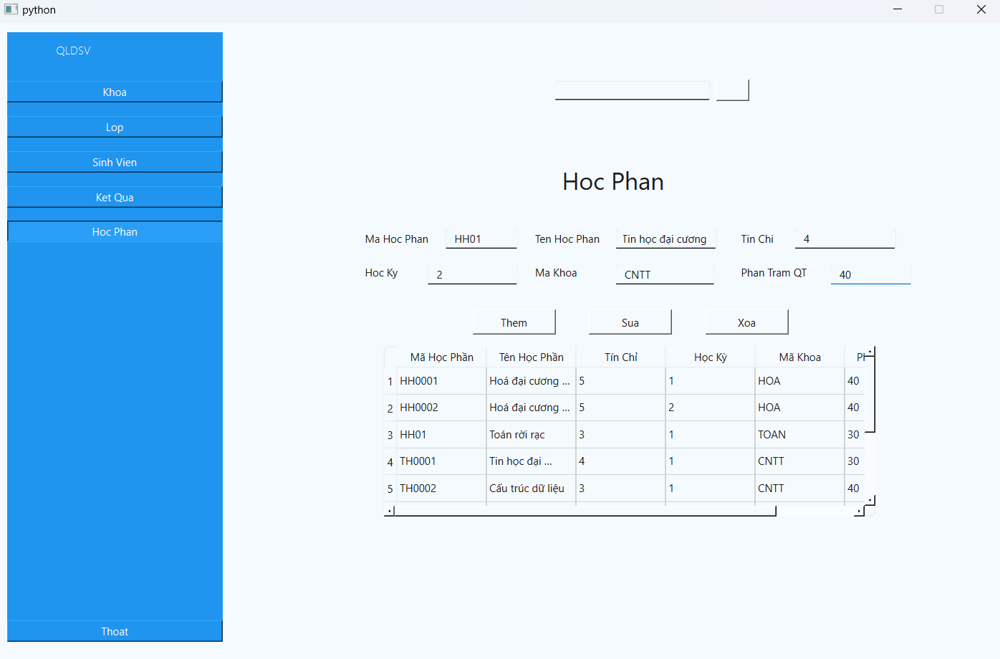 python
QLDSV
Khoa
Lop
Sinh Vien
Ket Qua
Hoc Phan
Thoat
Hoc Phan
Ma Hoc Phan HH01 Ten Hoc Phan Tin học đại cương Tin Chi 4
Hoc Ky 2 Ma Khoa CNTT Phan Tram QT 40
Them Sua Xoa
Mã Học Phần Tên Học Phần Tín Chỉ Học Kỳ Mã Khoa
1 HH0001 Hoá đại cương ... 5 1 HOA 40
2 HH0002 Hoá đại cương ... 5 2 HOA 40
3 HH01 Toán rời rạc 3 1 TOAN 30
4 TH0001 Tin học đại ... 4 1 CNTT 30
5 TH0002 Cấu trúc dữ liệu 3 1 CNTT 40